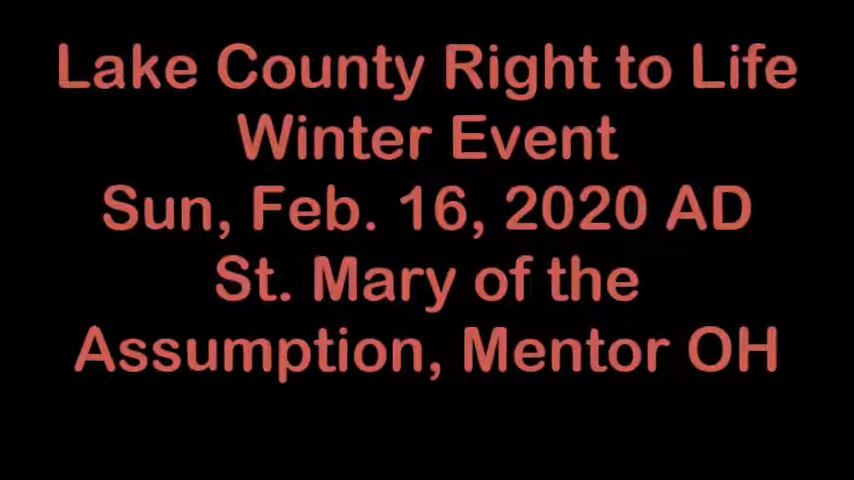 Lake County Right to Life
Winter Event
Sun, Feb. 16, 2020 AD
St. Mary of the
Assumption, Mentor OH